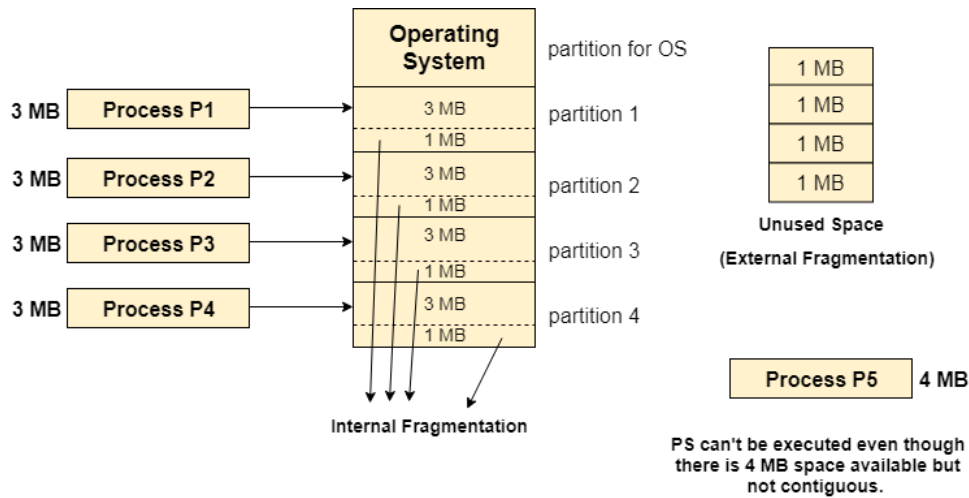 Operating
System
partition for OS
3 MB
Process P1
3 MB
partition 1
1 MB
3 MB
Process P2
3 MB
partition 2
1 MB
3 MB
Process P3
3 MB
partition 3
1 MB
3 MB
Process P4
3 MB
partition 4
1 MB
Internal Fragmentation
1 MB
1 MB
1 MB
1 MB
Unused Space
(External Fragmentation)
Process P5
4 MB
PS can't be executed even though
there is 4 MB space available but
not contiguous.